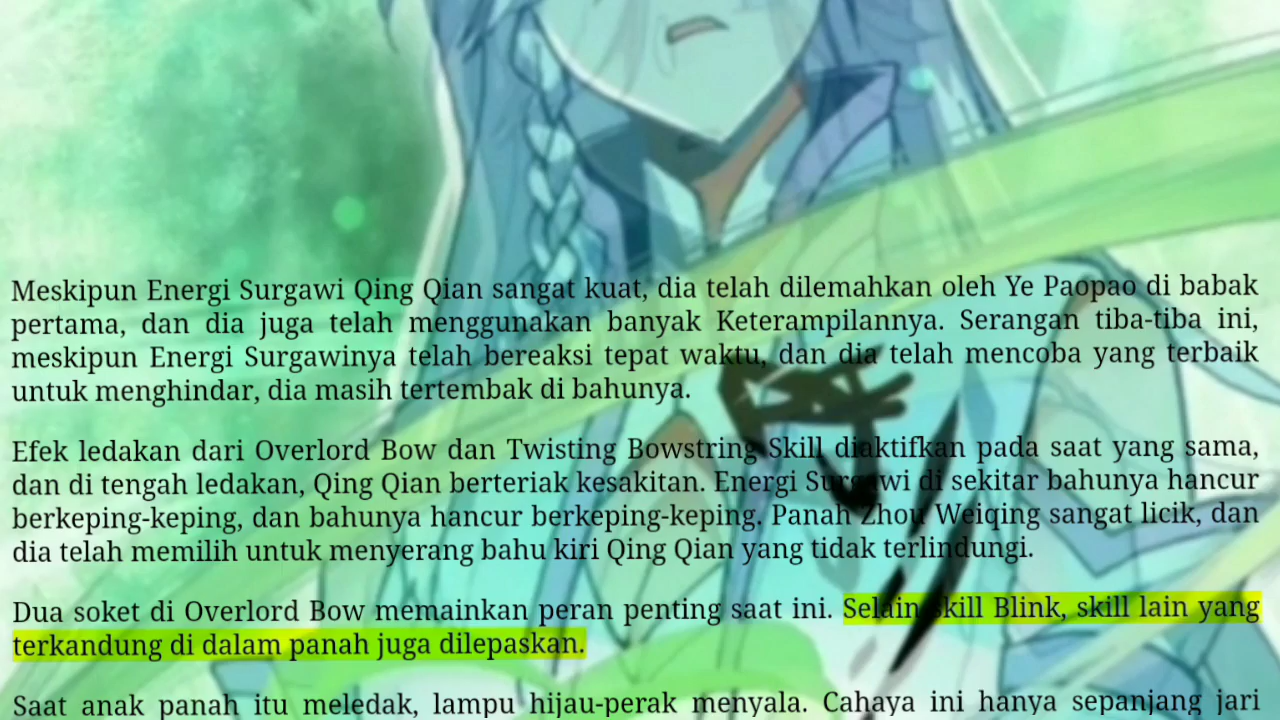 Meskipun Energi Surgawi Qing Qian sangat kuat, dia telah dilemahkan oleh Ye Paopao di babak
pertama, dan dia juga telah menggunakan banyak Keterampilannya. Serangan tiba-tiba ini,
meskipun Energi Surgawinya telah bereaksi tepat waktu, dan dia telah mencoba yang terbaik
untuk menghindar, dia masih tertembak di bahunya.
Efek ledakan dari Overlord Bow dan Twisting Bowstring Skill diaktifkan pada saat yang sama,
dan di tengah ledakan, Qing Qian berteriak kesakitan. Energi Surgawi di sekitar bahunya hancur
berkeping-keping, dan bahunya hancur berkeping-keping. Panah Zhou Weiqing sangat licik, dan
dia telah memilih untuk menyerang bahu kiri Qing Qian yang tidak terlindungi.
Dua soket di Overlord Bow memainkan peran penting saat ini. Selain skill Blink, skill lain yang
terkandung di dalam panah juga dilepaskan.
Saat anak panah itu meledak, lampu hijau-perak menyala. Cahaya ini hanya sepanjang jari